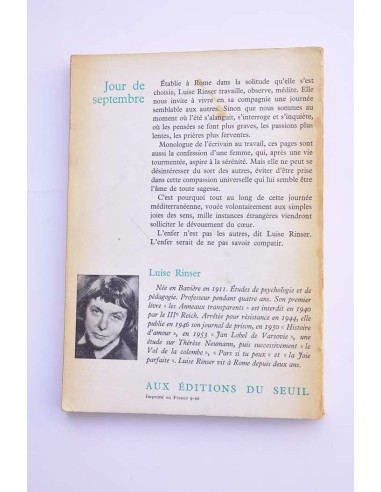 Jour de
septembre
Établie à Rome dans la solitude qu'elle s'est
choisie, Luise Rinser travaille, observe, médite. Elle
nous invite à vivre en sa compagnie une journée
semblable aux autres. Sinon que nous sommes au
moment où l'été s'alanguit, s'interroge et s'inquiète,
où les pensées se font plus graves, les passions plus
lentes, les prières plus ferventes.
Monologue de l'écrivain au travail, ces pages sont
aussi la confession d'une femme, qui, après une vie
tourmentée, aspire à la sérénité. Mais elle ne peut se
désintéresser du sort des autres, éviter d'être prise
dans cette compassion universelle qui lui semble être
l'âme de toute sagesse.
C'est pourquoi tout au long de cette journée
méditerranéenne, vouée volontairement aux simples
joies des sens, mille instances étrangères viendront
solliciter le dévouement du cœur.
L'enfer n'est pas les autres, dit Luise Rinser.
L'enfer serait de ne pas savoir compatir.
Luise Rinser
Née en Bavière en 1911. Études de psychologie et de
pédagogie. Professeur pendant quatre ans. Son premier
livre « les Anneaux transparents » est interdit en 1940
par le IIIe Reich. Arrêtée pour résistance en 1944, elle
publie en 1946 son journal de prison, en 1950 « Histoire
d'amour », en 1953 « Jan Lobel de Varsovie », une
étude sur Thérèse Neumann, puis successivement « le
Val de la colombe », « Pars si tu peux » et « la Joie
parfaite ». Luise Rinser vit à Rome depuis deux ans.
AUX ÉDITIONS DU SEUIL
Imprimé en France 9-66